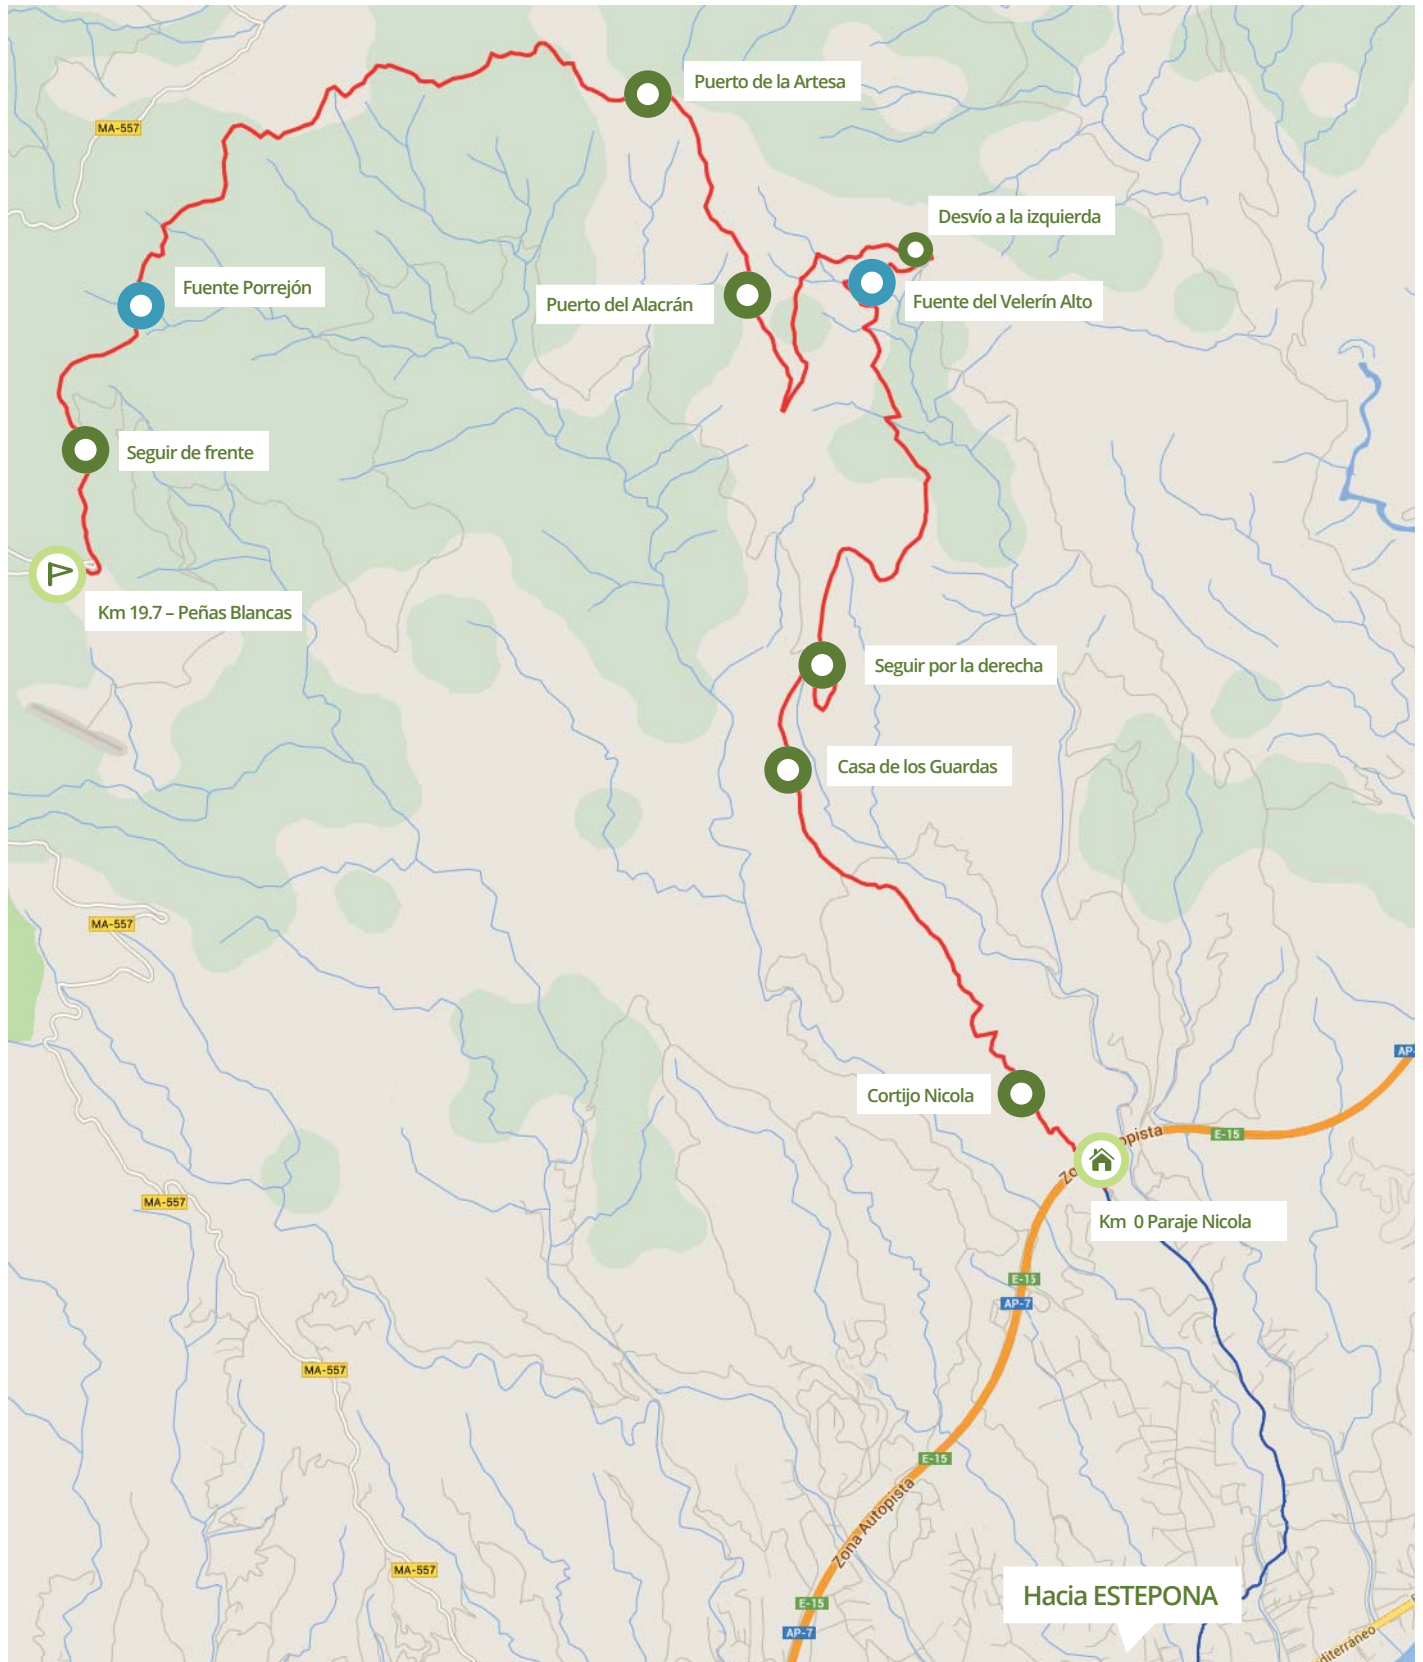 Puerto de la Artesa
MA-557
Desvío a la izquierda
Fuente Porrejón
Puerto del Alacrán
Fuente del Velerín Alto
Seguir de frente
Km 19.7 – Peñas Blancas
Seguir por la derecha
Casa de los Guardas
MA-557
AP-
Cortijo Nicola
opista
E-15
Zo
MA-557
Km 0 Paraje Nicola
E-15
AP-7
MA-557
E-15
Zona Autopista
MA-557
Hacia ESTEPONA
E-15
AP-7
diterráneo